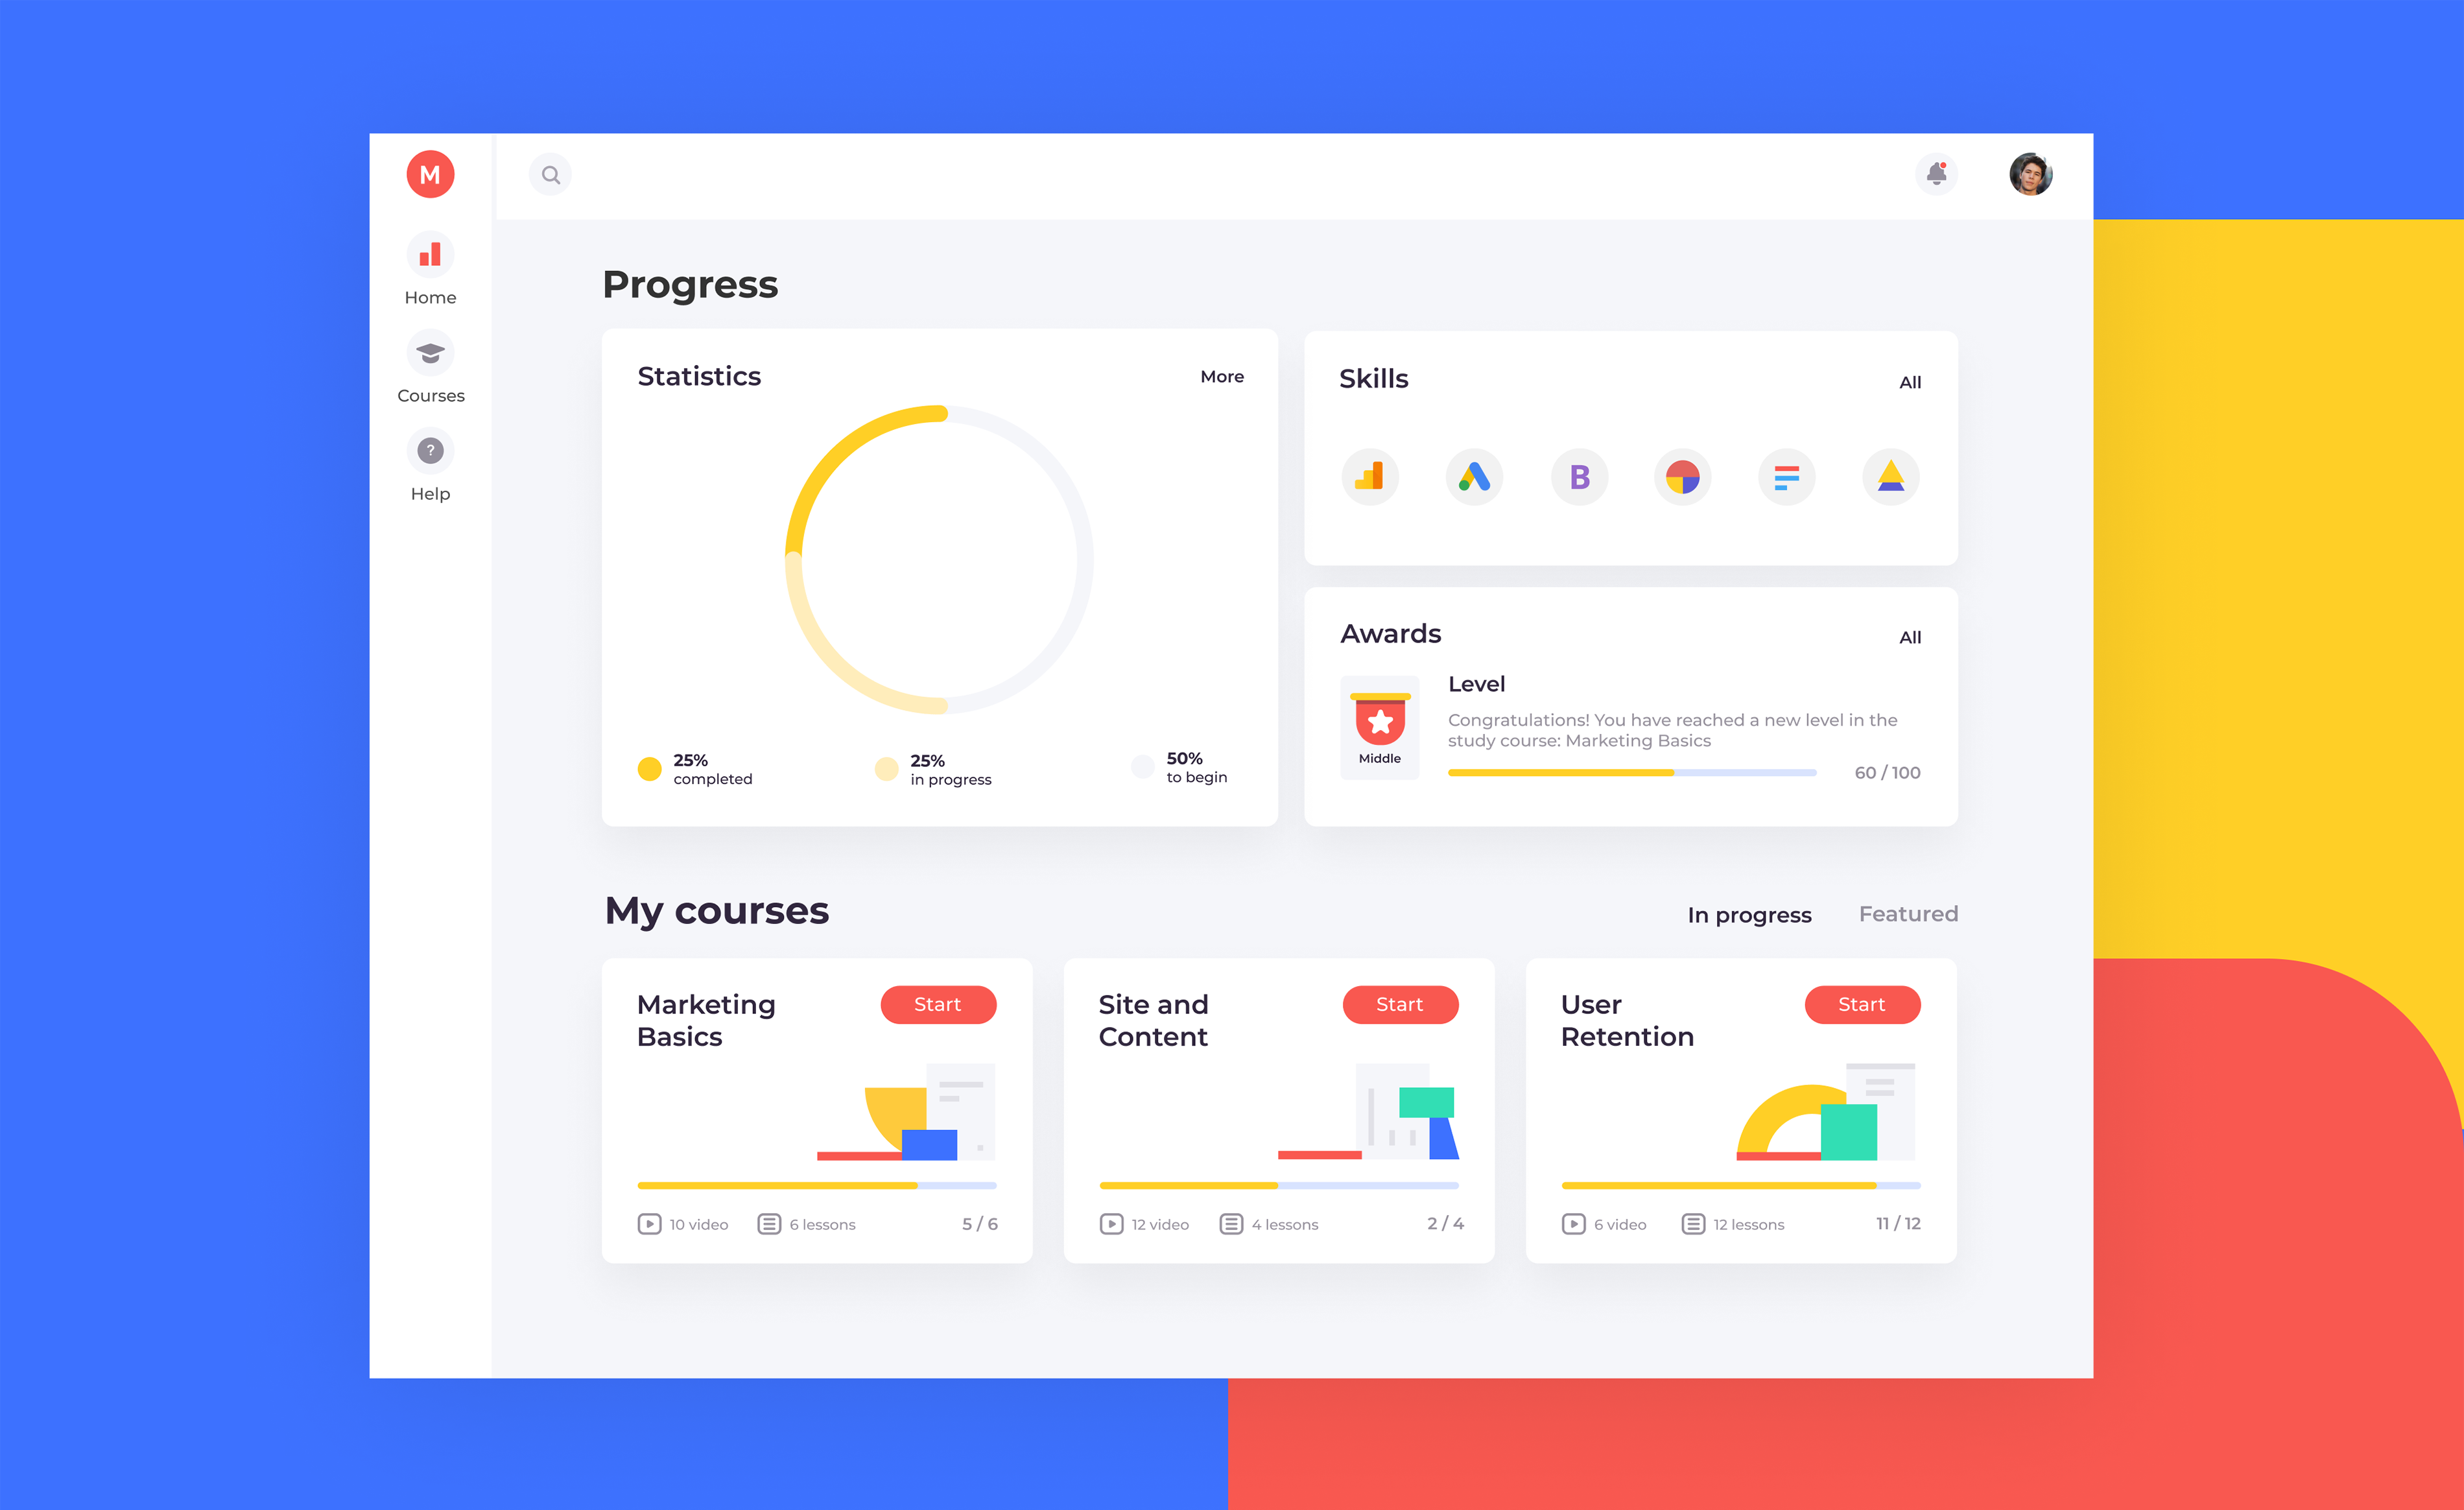 M
Home
Courses
?
Help
Progress
Statistics
More
25%
completed
25%
in progress
50%
to begin
Skills
All
B
Awards
All
Middle
Level
Congratulations! You have reached a new level in the
study course: Marketing Basics
60 / 100
My courses
In progress
Featured
Marketing
Basics
Start
10 video
6 lessons
5 / 6
Site and
Content
Start
12 video
4 lessons
2 / 4
User
Retention
Start
6 video
12 lessons
11 / 12